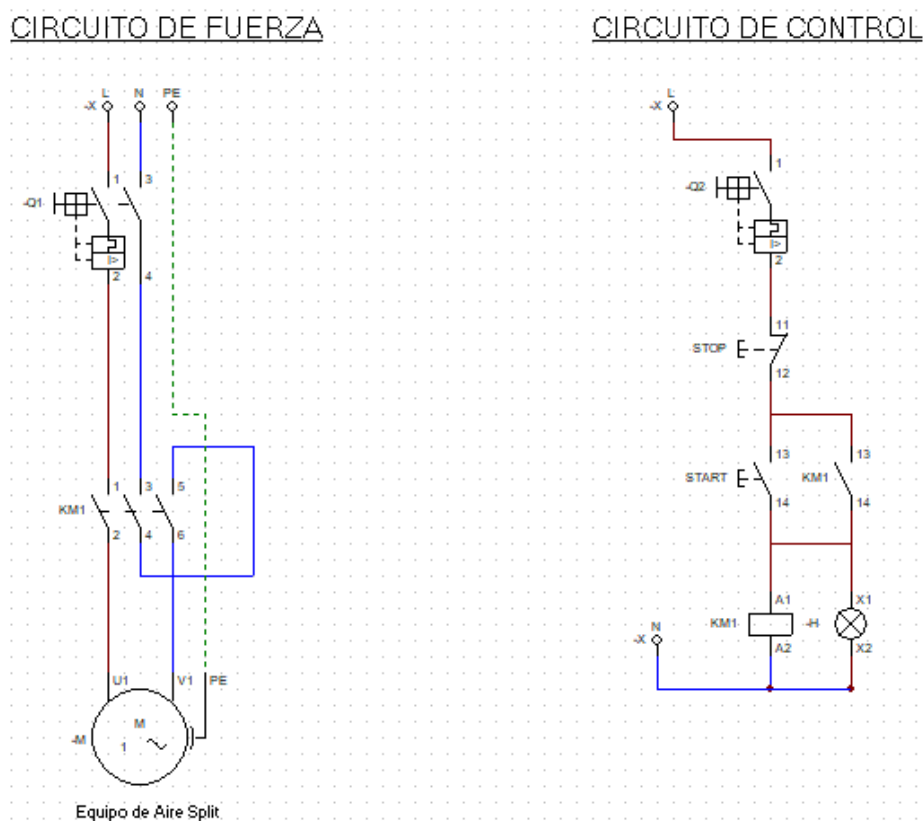 CIRCUITO DE FUERZA
CIRCUITO DE CONTROL
-X L N PE
1 3
-Q1
I>
2 4
1 3 5
KM1
2 4 6
U1 V1 PE
-M
M
1
Equipo de Aire Split
L
-X
1
-Q2
I>
2
11
STOP
12
13 13
START KM1
14 14
A1 X1
KM1 -H
A2 X2
N
-X